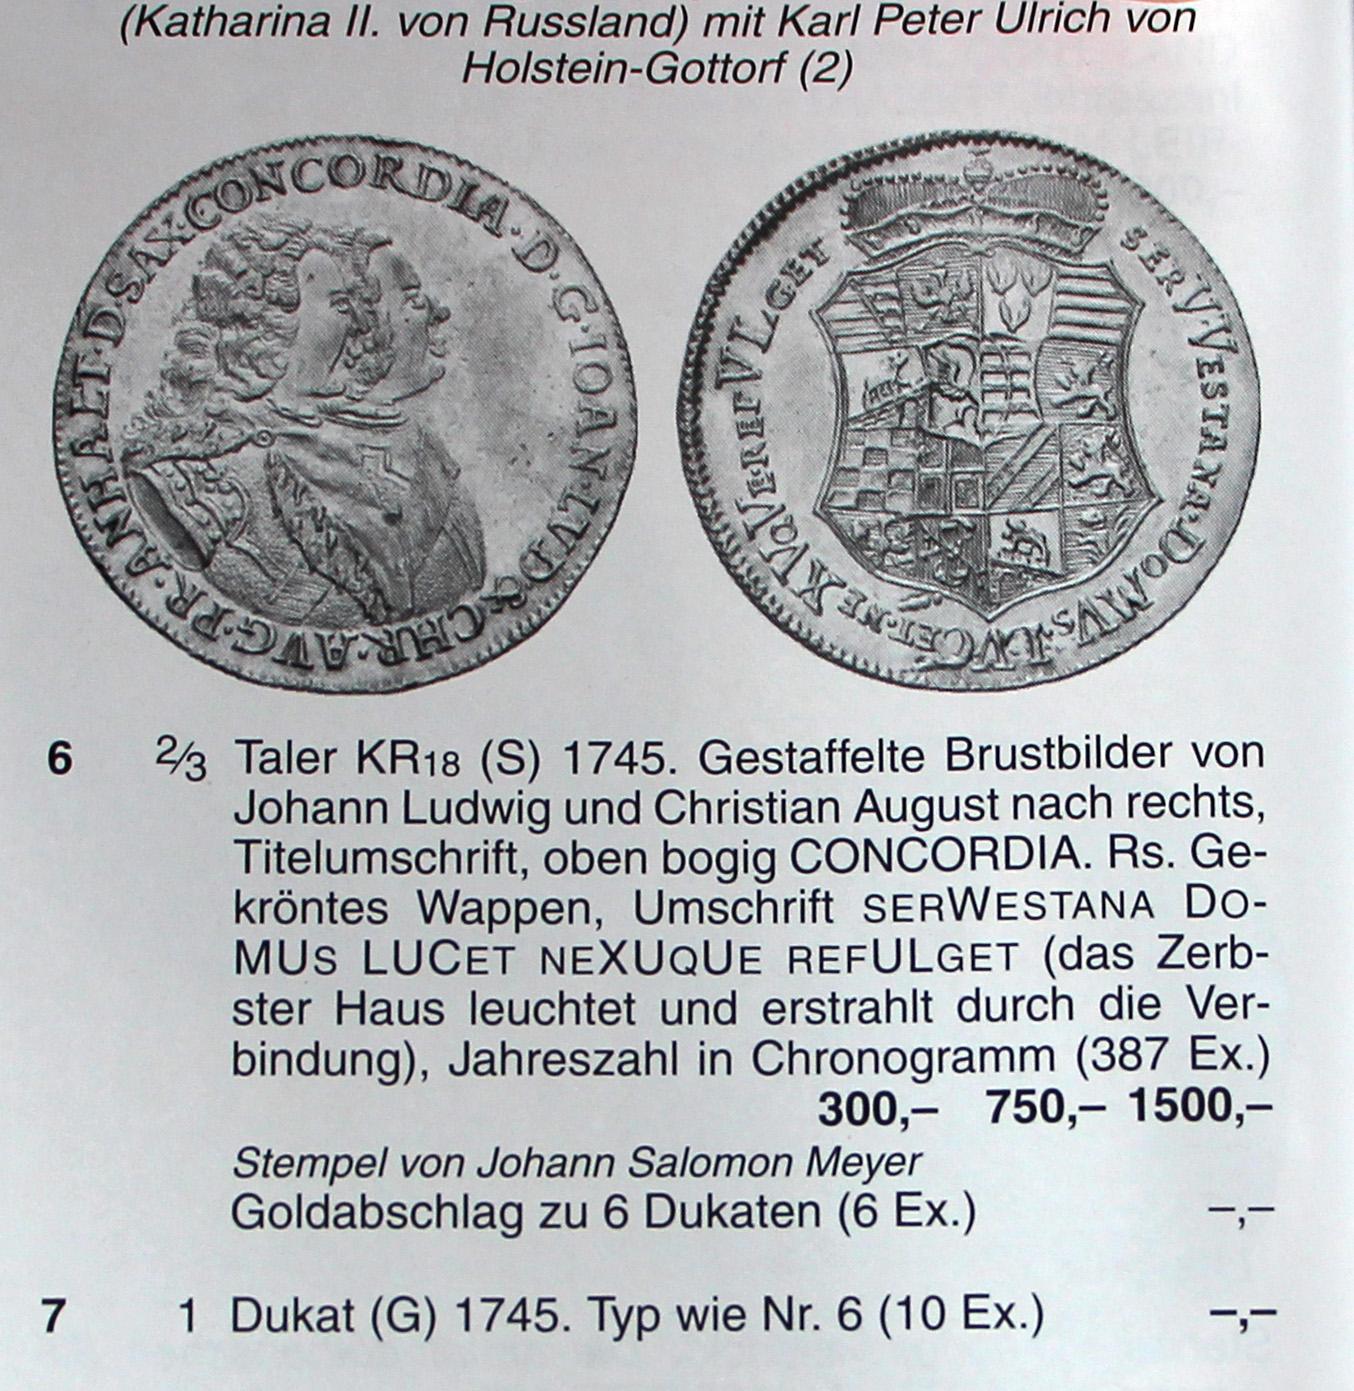 (Katharina II. von Russland) mit Karl Peter Ulrich von
Holstein-Gottorf (2)
CONCORDIA · D · G · IOAN · LVD & CHR · AVG · PR · ANHALT · D · SAX ·
SERV · VESTANA · DOMVS · LVCET · NEXVQVE REFVLGET
6 2/3 Taler KR18 (S) 1745. Gestaffelte Brustbilder von
Johann Ludwig und Christian August nach rechts,
Titelumschrift, oben bogig CONCORDIA. Rs. Ge-
kröntes Wappen, Umschrift SERWESTANA DO-
MUS LUCET NEXUQUE REFULGET (das Zerb-
ster Haus leuchtet und erstrahlt durch die Ver-
bindung), Jahreszahl in Chronogramm (387 Ex.)
300,– 750,– 1500,–
Stempel von Johann Salomon Meyer
Goldabschlag zu 6 Dukaten (6 Ex.) –,–
7 1 Dukat (G) 1745. Typ wie Nr. 6 (10 Ex.) –,–